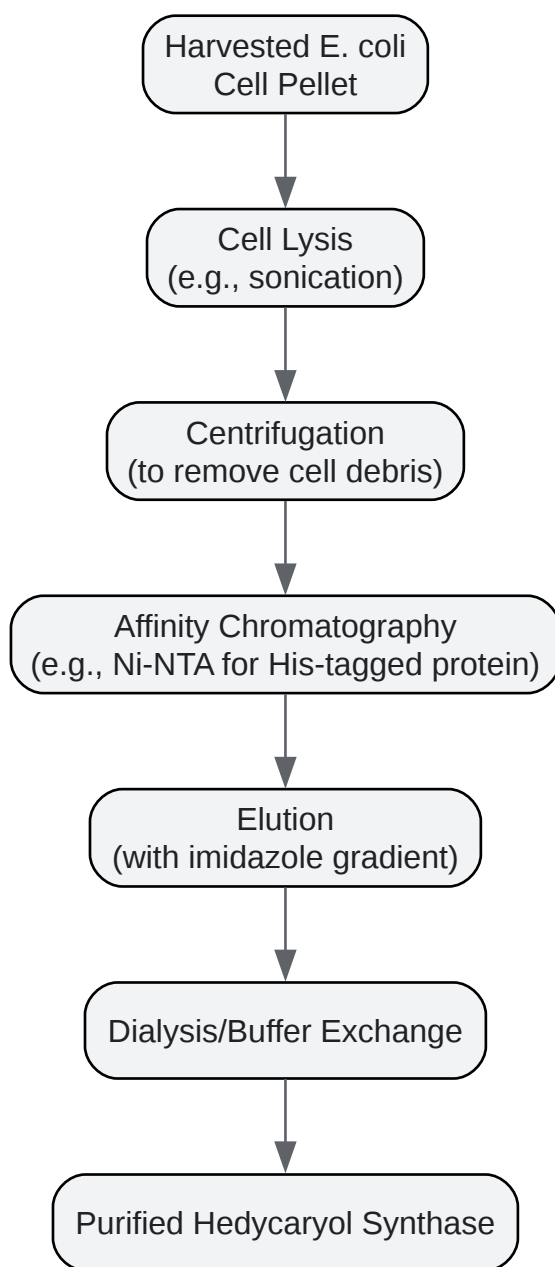 Harvested E. coli
Cell Pellet
Cell Lysis
(e.g., sonication)
Centrifugation
(to remove cell debris)
Affinity Chromatography
(e.g., Ni-NTA for His-tagged protein)
Elution
(with imidazole gradient)
Dialysis/Buffer Exchange
Purified Hedycaryol Synthase